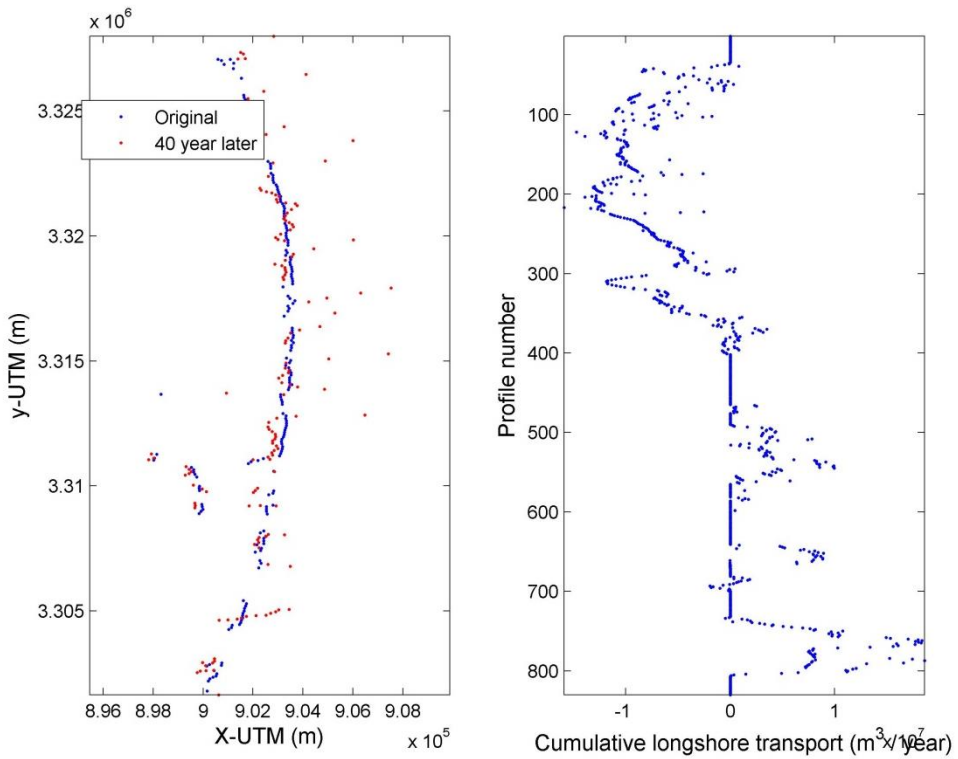 x 10^6
3.325
3.32
3.315
3.31
3.305
y-UTM (m)
Original
40 year later
8.96 8.98 9 9.02 9.04 9.06 9.08
X-UTM (m)
x 10^5
100
200
300
400
500
600
700
800
Profile number
-1 0 1
Cumulative longshore transport (m^3/year)
x 10^7